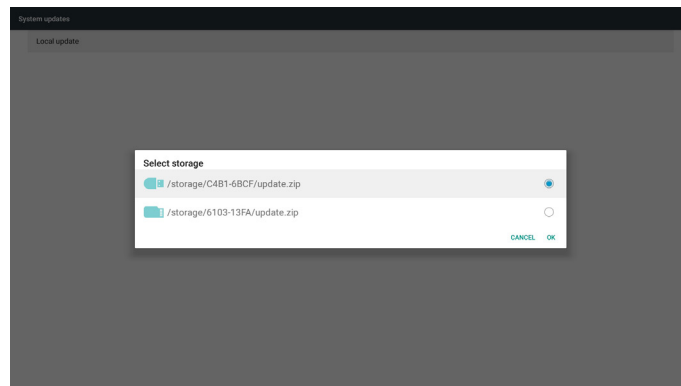 System updates
Local update
Select storage
/storage/C4B1-6BCF/update.zip
/storage/6103-13FA/update.zip
CANCEL OK